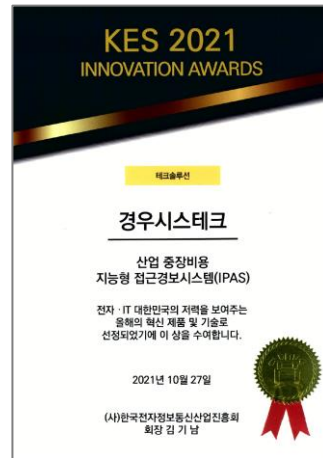 KES 2021
INNOVATION AWARDS
테크솔루션
경우시스테크
산업 중장비용
지능형 접근경보시스템(IPAS)
전자 · IT 대한민국의 저력을 보여주는
올해의 혁신 제품 및 기술로
선정되었기에 이 상을 수여합니다.
2021년 10월 27일
(사)한국전자정보통신산업진흥회
회장 김 기 남